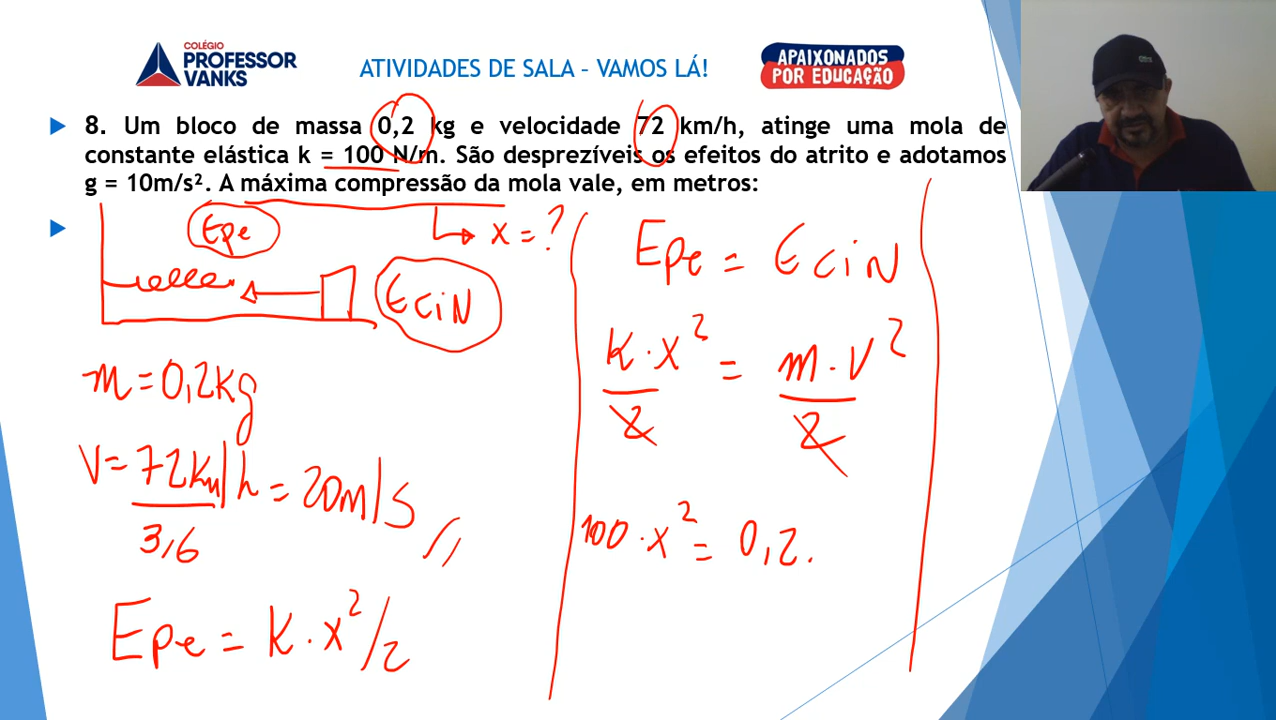 COLÉGIO
PROFESSOR
VANKS
ATIVIDADES DE SALA – VAMOS LÁ!
APAIXONADOS
POR EDUCAÇÃO
8. Um bloco de massa 0,2 kg e velocidade 72 km/h, atinge uma mola de
constante elástica k = 100 N/m. São desprezíveis os efeitos do atrito e adotamos
g = 10m/s². A máxima compressão da mola vale, em metros:
Epe
x = ?
Ecin
m = 0,2kg
V = 72km/h = 20m/s
3,6
Epe = K · x²/2
Epe = Ecin
K · x² = m · V²
2 2
100 · x² = 0,2 .